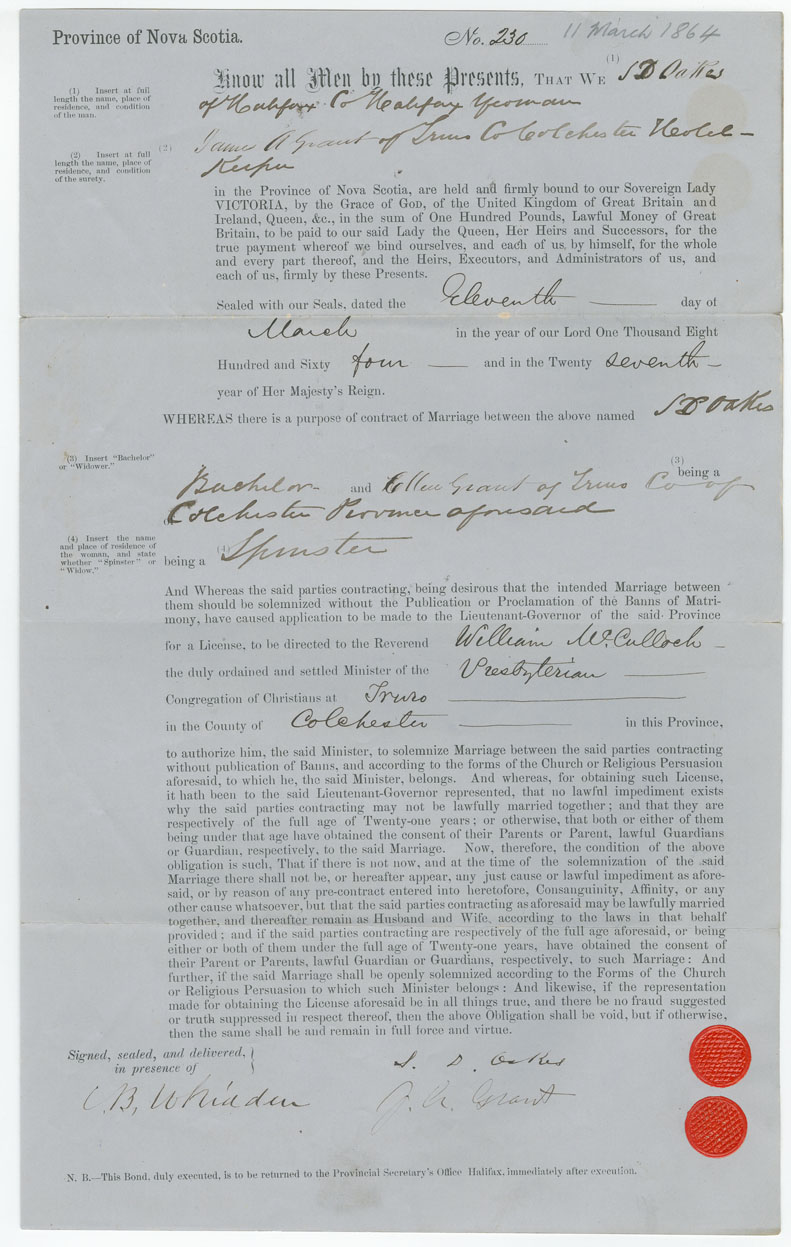 Province of Nova Scotia.
No. 230 11 March 1864
Know all Men by these Presents, THAT WE (1) S D Oakes
(1) Insert at full length the name, place of residence, and condition of the man.
of Halifax Co Halifax Yeoman
(2) James A Grant of Truro Co Colchester Hotel-
Keeper
(2) Insert at full length the name, place of residence, and condition of the surety.
in the Province of Nova Scotia, are held and firmly bound to our Sovereign Lady
VICTORIA, by the Grace of GOD, of the United Kingdom of Great Britain and
Ireland, Queen, &c., in the sum of One Hundred Pounds, Lawful Money of Great
Britain, to be paid to our said Lady the Queen, Her Heirs and Successors, for the
true payment whereof we bind ourselves, and each of us, by himself, for the whole
and every part thereof, and the Heirs, Executors, and Administrators of us, and
each of us, firmly by these Presents.
Sealed with our Seals, dated the Eleventh day of
March in the year of our Lord One Thousand Eight
Hundred and Sixty four and in the Twenty seventh
year of Her Majesty's Reign.
WHEREAS there is a purpose of contract of Marriage between the above named S D Oakes
(3) Insert "Bachelor" or "Widower."
(3) being a
Bachelor and Ellen Grant of Truro Co of
Colchester Province aforesaid
(4) Insert the name and place of residence of the woman, and state whether "Spinster" or "Widow."
being a (4) Spinster
And Whereas the said parties contracting, being desirous that the intended Marriage between
them should be solemnized without the Publication or Proclamation of the Banns of Matri-
mony, have caused application to be made to the Lieutenant-Governor of the said Province
for a License, to be directed to the Reverend William McCulloch
the duly ordained and settled Minister of the Presbyterian
Congregation of Christians at Truro
in the County of Colchester in this Province,
to authorize him, the said Minister, to solemnize Marriage between the said parties contracting
without publication of Banns, and according to the forms of the Church or Religious Persuasion
aforesaid, to which he, the said Minister, belongs. And whereas, for obtaining such License,
it hath been to the said Lieutenant-Governor represented, that no lawful impediment exists
why the said parties contracting may not be lawfully married together; and that they are
respectively of the full age of Twenty-one years; or otherwise, that both or either of them
being under that age have obtained the consent of their Parents or Parent, lawful Guardians
or Guardian, respectively, to the said Marriage. Now, therefore, the condition of the above
obligation is such, That if there is not now, and at the time of the solemnization of the said
Marriage there shall not be, or hereafter appear, any just cause or lawful impediment as afore-
said, or by reason of any pre-contract entered into heretofore, Consanguinity, Affinity, or any
other cause whatsoever, but that the said parties contracting as aforesaid may be lawfully married
together, and thereafter remain as Husband and Wife, according to the laws in that behalf
provided; and if the said parties contracting are respectively of the full age aforesaid, or being
either or both of them under the full age of Twenty-one years, have obtained the consent of
their Parent or Parents, lawful Guardian or Guardians, respectively, to such Marriage: And
further, if the said Marriage shall be openly solemnized according to the Forms of the Church
or Religious Persuasion to which such Minister belongs: And likewise, if the representation
made for obtaining the License aforesaid be in all things true, and there be no fraud suggested
or truth suppressed in respect thereof, then the above Obligation shall be void, but if otherwise,
then the same shall be and remain in full force and virtue.
Signed, sealed, and delivered,
in presence of
S. D. Oakes
C. B. Whidden
J. A. Grant
N. B.—This Bond, duly executed, is to be returned to the Provincial Secretary's Office Halifax, immediately after execution.